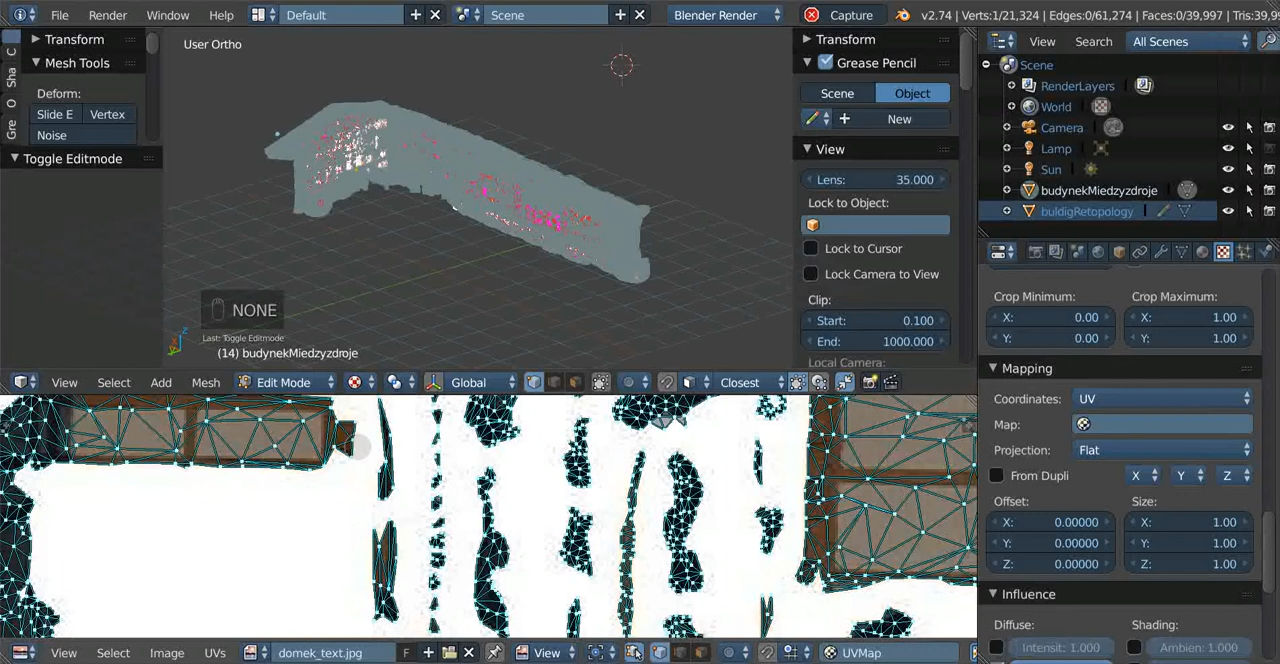 File Render Window Help Default Scene Blender Render Capture v2.74 | Verts:1/21,324 | Edges:0/61,274 | Faces:0/39,997 | Tris:39,9
Transform
Mesh Tools
Deform:
Slide E Vertex
Noise
Toggle Editmode
C
Sha
O
Gre
User Ortho
NONE
Last: Toggle Editmode
(14) budynekMiedzyzdroje
Transform
Grease Pencil
Scene Object
New
View
Lens: 35.000
Lock to Object:
Lock to Cursor
Lock Camera to View
Clip:
Start: 0.100
End: 1000.000
Local Camera:
View Search All Scenes
Scene
RenderLayers
World
Camera
Lamp
Sun
budynekMiedzyzdroje
buldigRetopology
Crop Minimum: Crop Maximum:
X: 0.00 X: 1.00
Y: 0.00 Y: 1.00
Mapping
Coordinates: UV
Map:
Projection: Flat
From Dupli X Y Z
Offset: Size:
X: 0.00000 X: 1.00
Y: 0.00000 Y: 1.00
Z: 0.00000 Z: 1.00
Influence
Diffuse: Shading:
Intensit: 1.000 Ambien: 1.000
View Select Add Mesh Edit Mode Global Closest
View Select Image UVs domek_text.jpg F View UVMap